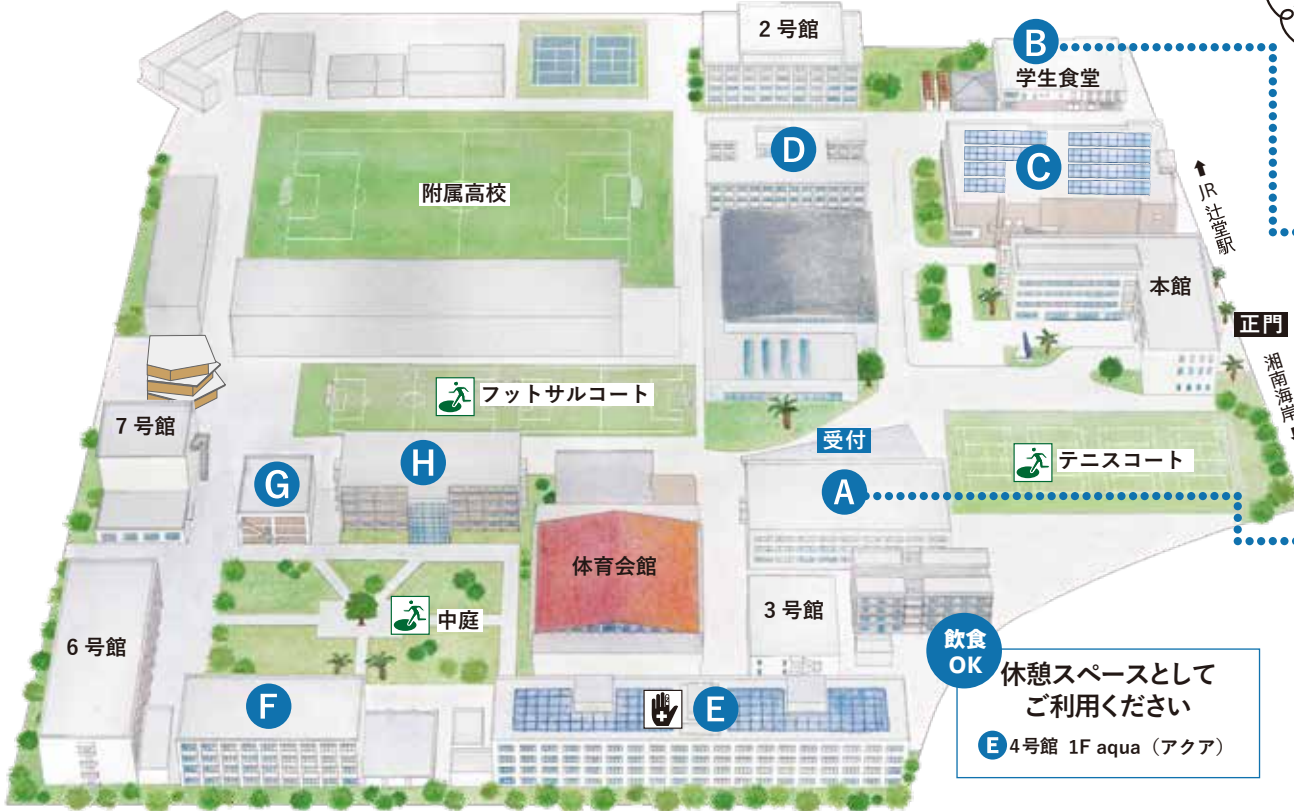 2号館
B
学生食堂
D
C
JR 辻堂駅
附属高校
本館
正門
湘南海岸
フットサルコート
7号館
受付
テニスコート
H
G
A
体育会館
中庭
3号館
6号館
飲食
OK
休憩スペースとして
ご利用ください
F
E
E 4号館 1F aqua（アクア）